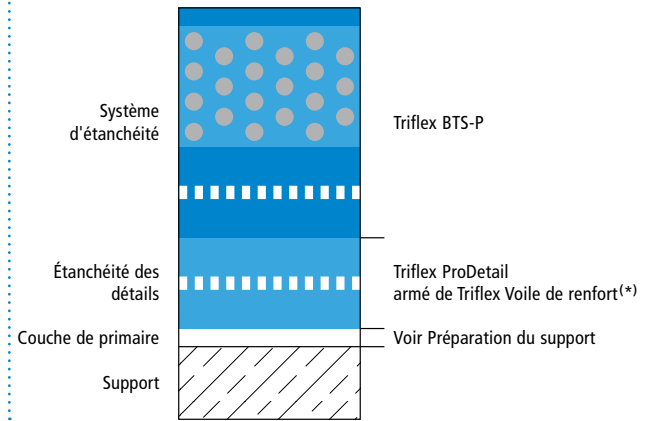 Système
d'étanchéité
Triflex BTS-P
Étanchéité des
détails
Triflex ProDetail
armé de Triflex Voile de renfort(*)
Couche de primaire
Voir Préparation du support
Support